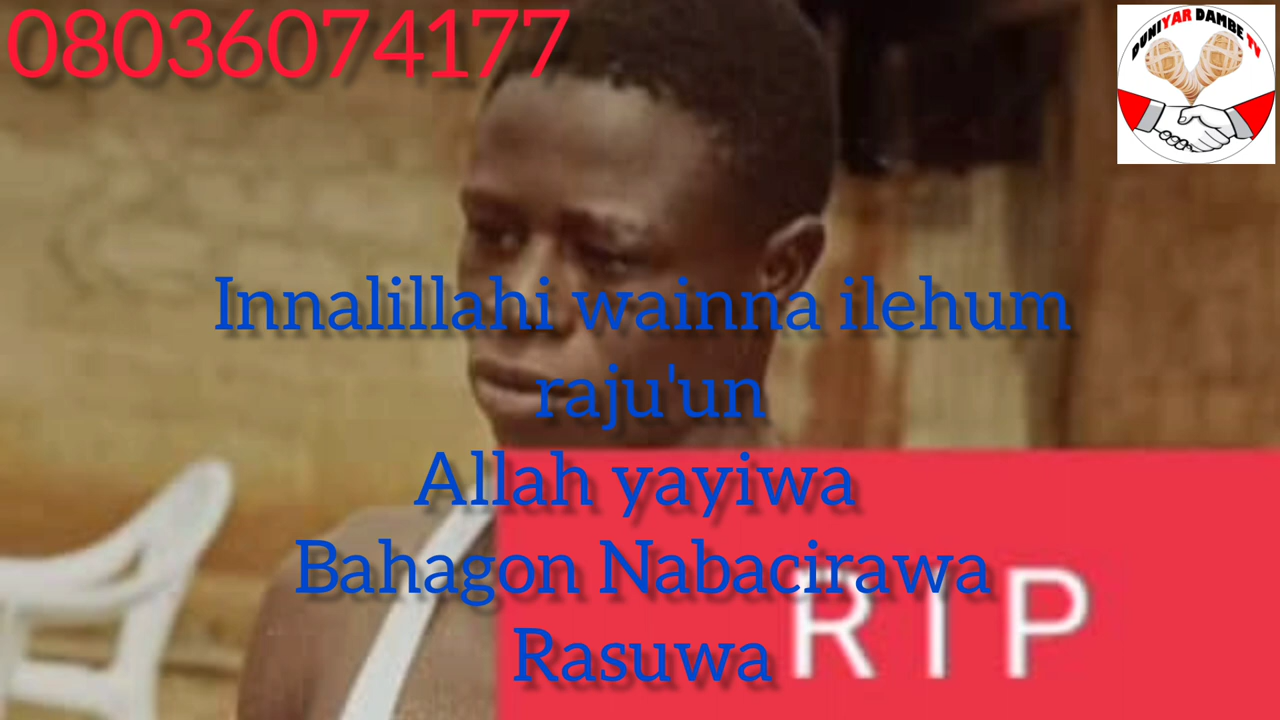 08036074177
DUNIYAR DAMBE TV
Innalillahi wainna ilehum
raju'un
Allah yayiwa
Bahagon Nabacirawa
Rasuwa
RIP